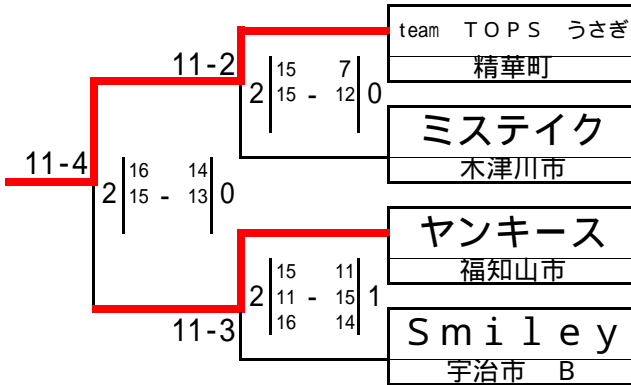 team TOPS うさぎ
精華町
11-2
15 7
2 15 - 12 0
ミステイク
木津川市
11-4
16 14
2 15 - 13 0
ヤンキース
福知山市
15 11
2 11 - 15 1
16 14
11-3
Smiley
宇治市 B